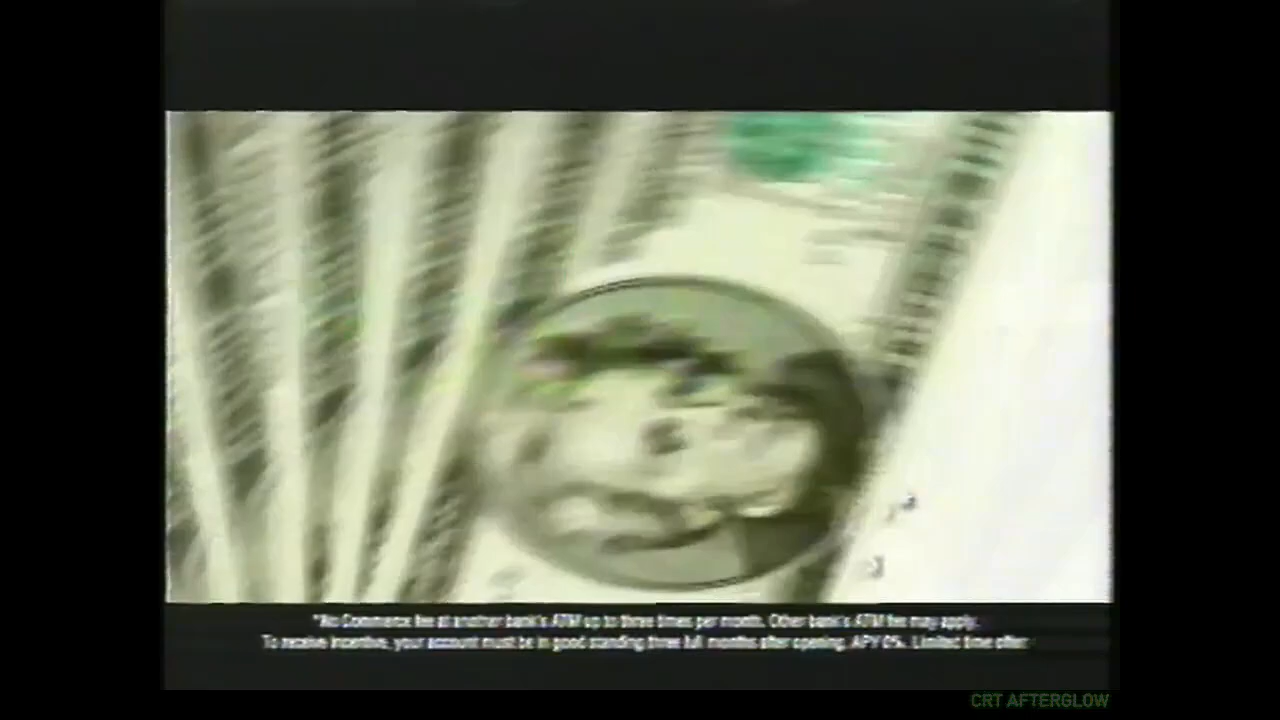 *No Commerce fee at another bank's ATM up to three times per month. Other bank's ATM fee may apply.
To receive incentive, your account must be in good standing three full months after opening. APY 0%. Limited time offer.
CRT AFTERGLOW